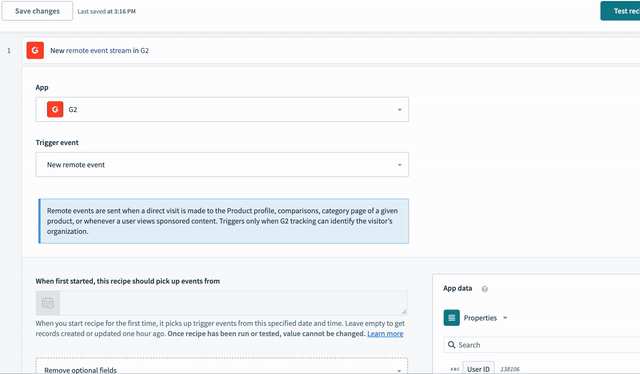 Save changes Last saved at 3:16 PM Test rec
1 New remote event stream in G2
App
G2
Trigger event
New remote event
Remote events are sent when a direct visit is made to the Product profile, comparisons, category page of a given
product, or whenever a user views sponsored content. Triggers only when G2 tracking can identify the visitor's
organization.
When first started, this recipe should pick up events from
When you start recipe for the first time, it picks up trigger events from this specified date and time. Leave empty to get
records created or updated one hour ago. Once recipe has been run or tested, value cannot be changed. Learn more
Remove optional fields
App data
Properties
Search
ABC User ID 138106